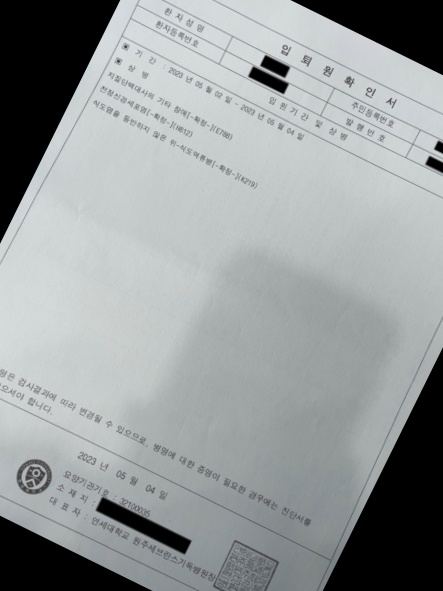 입 퇴 원 확 인 서
환 자 성 명
주민등록번호
환자등록번호
발 행 번 호
입 원 기 간 및 상 병
▣ 기 간 : 2023 년 05 월 02 일 - 2023 년 05 월 04 일
▣ 상 병
지질단백대사의 기타 장애[-확정-](E788)
전정신경세포염[-확정-](H812)
식도염을 동반하지 않은 위-식도역류병[-확정-](K219)
병은 검사결과에 따라 변경될 수 있으므로, 병명에 대한 증명이 필요한 경우에는 진단서를
으셔야 합니다.
2023 년 05 월 04 일
요양기관기호 : 32100035
소 재 지 :
대 표 자 : 연세대학교 원주세브란스기독병원장